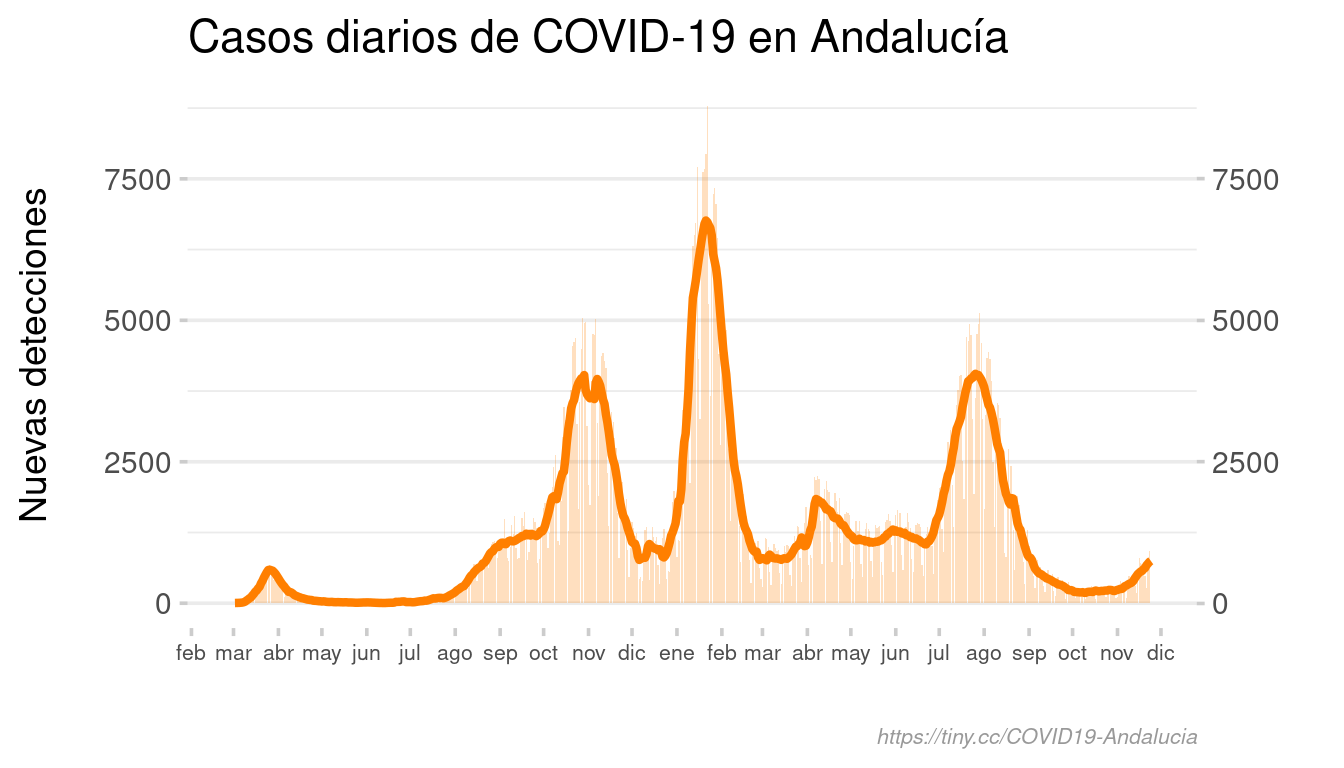 Casos diarios de COVID-19 en Andalucía
Nuevas detecciones
7500 7500
5000 5000
2500 2500
0 0
feb mar abr may jun jul ago sep oct nov dic ene feb mar abr may jun jul ago sep oct nov dic
https://tiny.cc/COVID19-Andalucia